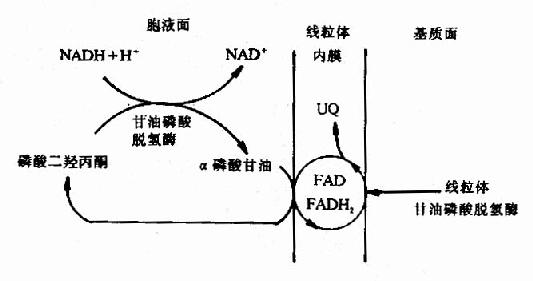 胞液面
线粒体
内膜
基质面
NADH+H⁺
NAD⁺
甘油磷酸
脱氢酶
UQ
磷酸二羟丙酮
α磷酸甘油
FAD
FADH₂
线粒体
甘油磷酸脱氢酶